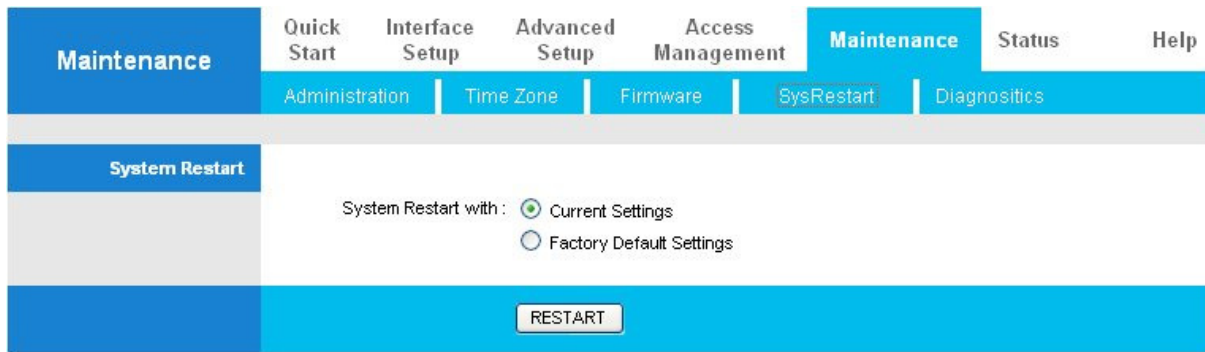 Maintenance
Quick Start
Interface Setup
Advanced Setup
Access Management
Maintenance
Status
Help
Administration
Time Zone
Firmware
SysRestart
Diagnositics
System Restart
System Restart with : Current Settings
Factory Default Settings
RESTART